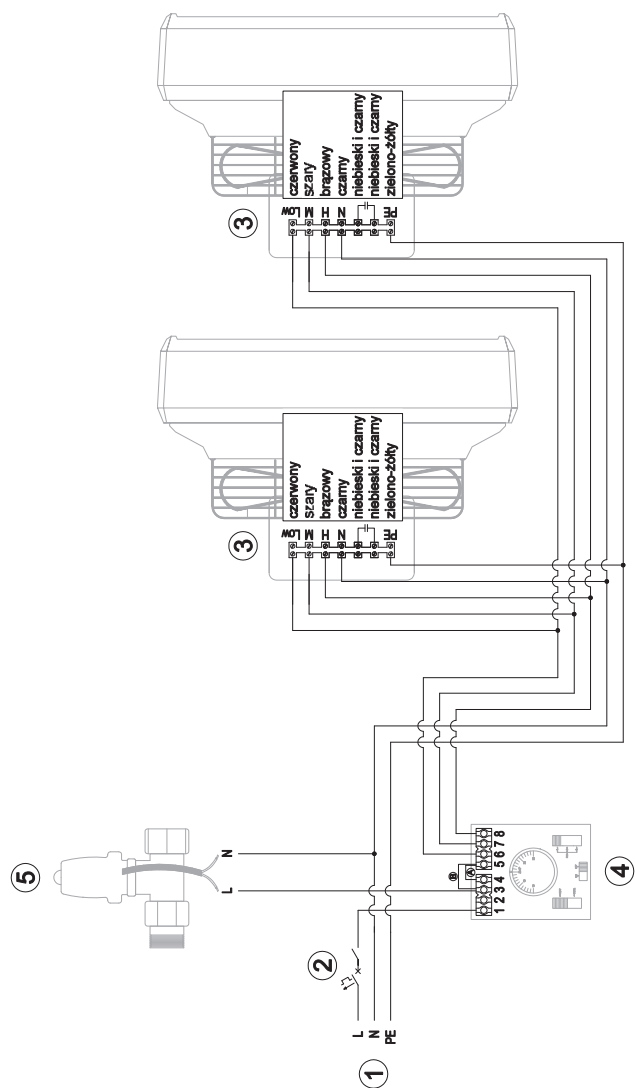 czerwony
szary
brązowy
czarny
niebieski i czarny
niebieski i czarny
zielono-żółty
Low
M
H
N
PE
3
czerwony
szary
brązowy
czarny
niebieski i czarny
niebieski i czarny
zielono-żółty
Low
M
H
N
PE
3
5
L
N
2
L
N
PE
1
B
A
1 2 3 4 5 6 7 8
4